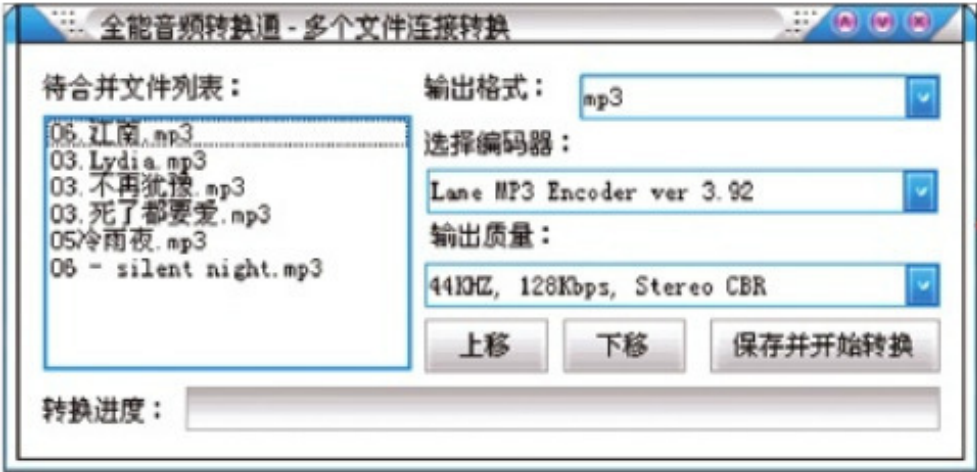 全能音频转换通 - 多个文件连接转换
待合并文件列表：
06.江南.mp3
03.Lydia.mp3
03.不再犹豫.mp3
03.死了都要爱.mp3
05冷雨夜.mp3
06 - silent night.mp3
输出格式：
mp3
选择编码器：
Lame MP3 Encoder ver 3.92
输出质量：
44KHZ, 128Kbps, Stereo CBR
上移
下移
保存并开始转换
转换进度：